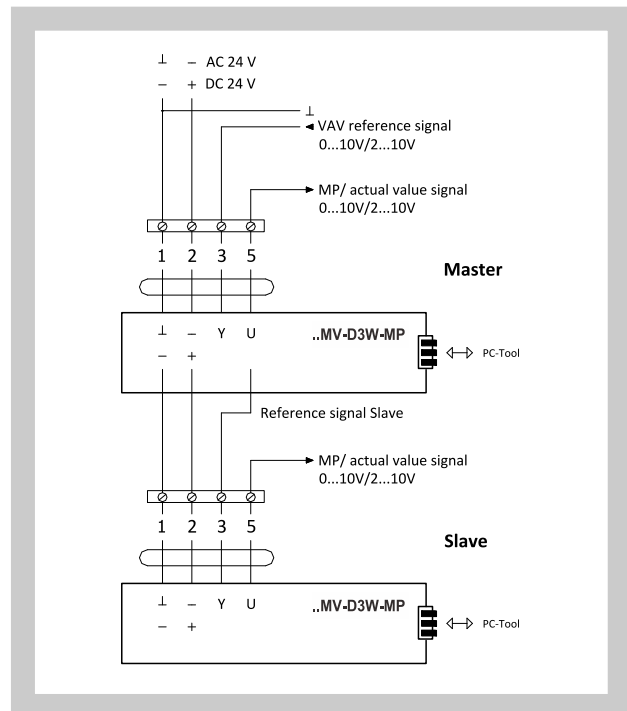 ⊥ – AC 24 V
– + DC 24 V
⊥
VAV reference signal
0...10V/2...10V
MP/ actual value signal
0...10V/2...10V
1 2 3 5
Master
⊥ – Y U ..MV-D3W-MP
– +
PC-Tool
Reference signal Slave
MP/ actual value signal
0...10V/2...10V
1 2 3 5
Slave
⊥ – Y U ..MV-D3W-MP
– +
PC-Tool